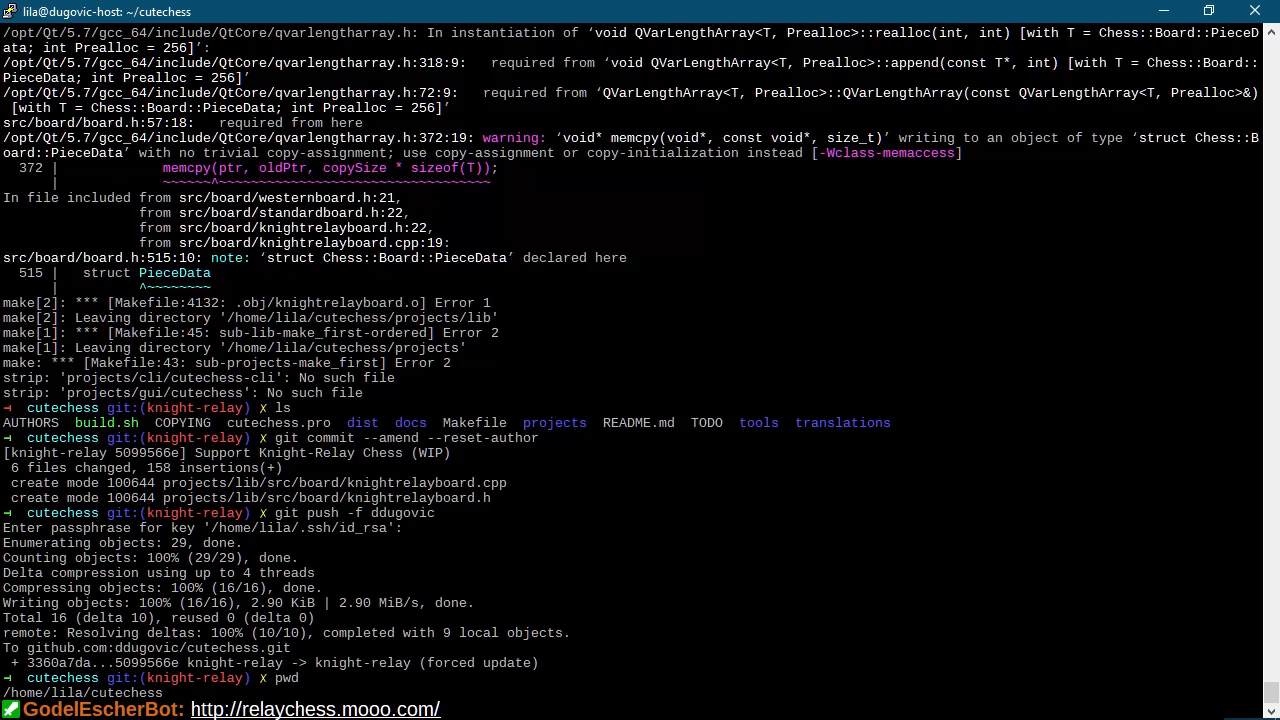 lila@dugovic-host: ~/cutechess
/opt/Qt/5.7/gcc_64/include/QtCore/qvarlengtharray.h: In instantiation of ‘void QVarLengthArray<T, Prealloc>::realloc(int, int) [with T = Chess::Board::PieceD
ata; int Prealloc = 256]’:
/opt/Qt/5.7/gcc_64/include/QtCore/qvarlengtharray.h:318:9:   required from ‘void QVarLengthArray<T, Prealloc>::append(const T*, int) [with T = Chess::Board::
PieceData; int Prealloc = 256]’
/opt/Qt/5.7/gcc_64/include/QtCore/qvarlengtharray.h:72:9:   required from ‘QVarLengthArray<T, Prealloc>::QVarLengthArray(const QVarLengthArray<T, Prealloc>&)
 [with T = Chess::Board::PieceData; int Prealloc = 256]’
src/board/board.h:57:18:   required from here
/opt/Qt/5.7/gcc_64/include/QtCore/qvarlengtharray.h:372:19: warning: ‘void* memcpy(void*, const void*, size_t)’ writing to an object of type ‘struct Chess::B
oard::PieceData’ with no trivial copy-assignment; use copy-assignment or copy-initialization instead [-Wclass-memaccess]
  372 |             memcpy(ptr, oldPtr, copySize * sizeof(T));
      |             ~~~~~~^~~~~~~~~~~~~~~~~~~~~~~~~~~~~~~~~~~
In file included from src/board/westernboard.h:21,
                 from src/board/standardboard.h:22,
                 from src/board/knightrelayboard.h:22,
                 from src/board/knightrelayboard.cpp:19:
src/board/board.h:515:10: note: ‘struct Chess::Board::PieceData’ declared here
  515 |   struct PieceData
      |          ^~~~~~~~~
make[2]: *** [Makefile:4132: .obj/knightrelayboard.o] Error 1
make[2]: Leaving directory '/home/lila/cutechess/projects/lib'
make[1]: *** [Makefile:45: sub-lib-make_first-ordered] Error 2
make[1]: Leaving directory '/home/lila/cutechess/projects'
make: *** [Makefile:43: sub-projects-make_first] Error 2
strip: 'projects/cli/cutechess-cli': No such file
strip: 'projects/gui/cutechess': No such file
⊣  cutechess git:(knight-relay) ✗ ls
AUTHORS  build.sh  COPYING  cutechess.pro  dist  docs  Makefile  projects  README.md  TODO  tools  translations
⊣  cutechess git:(knight-relay) ✗ git commit --amend --reset-author
[knight-relay 5099566e] Support Knight-Relay Chess (WIP)
 6 files changed, 158 insertions(+)
 create mode 100644 projects/lib/src/board/knightrelayboard.cpp
 create mode 100644 projects/lib/src/board/knightrelayboard.h
⊣  cutechess git:(knight-relay) ✗ git push -f ddugovic
Enter passphrase for key '/home/lila/.ssh/id_rsa':
Enumerating objects: 29, done.
Counting objects: 100% (29/29), done.
Delta compression using up to 4 threads
Compressing objects: 100% (16/16), done.
Writing objects: 100% (16/16), 2.90 KiB | 2.90 MiB/s, done.
Total 16 (delta 10), reused 0 (delta 0)
remote: Resolving deltas: 100% (10/10), completed with 9 local objects.
To github.com:ddugovic/cutechess.git
 + 3360a7da...5099566e knight-relay -> knight-relay (forced update)
⊣  cutechess git:(knight-relay) ✗ pwd
/home/lila/cutechess
GodelEscherBot: http://relaychess.mooo.com/